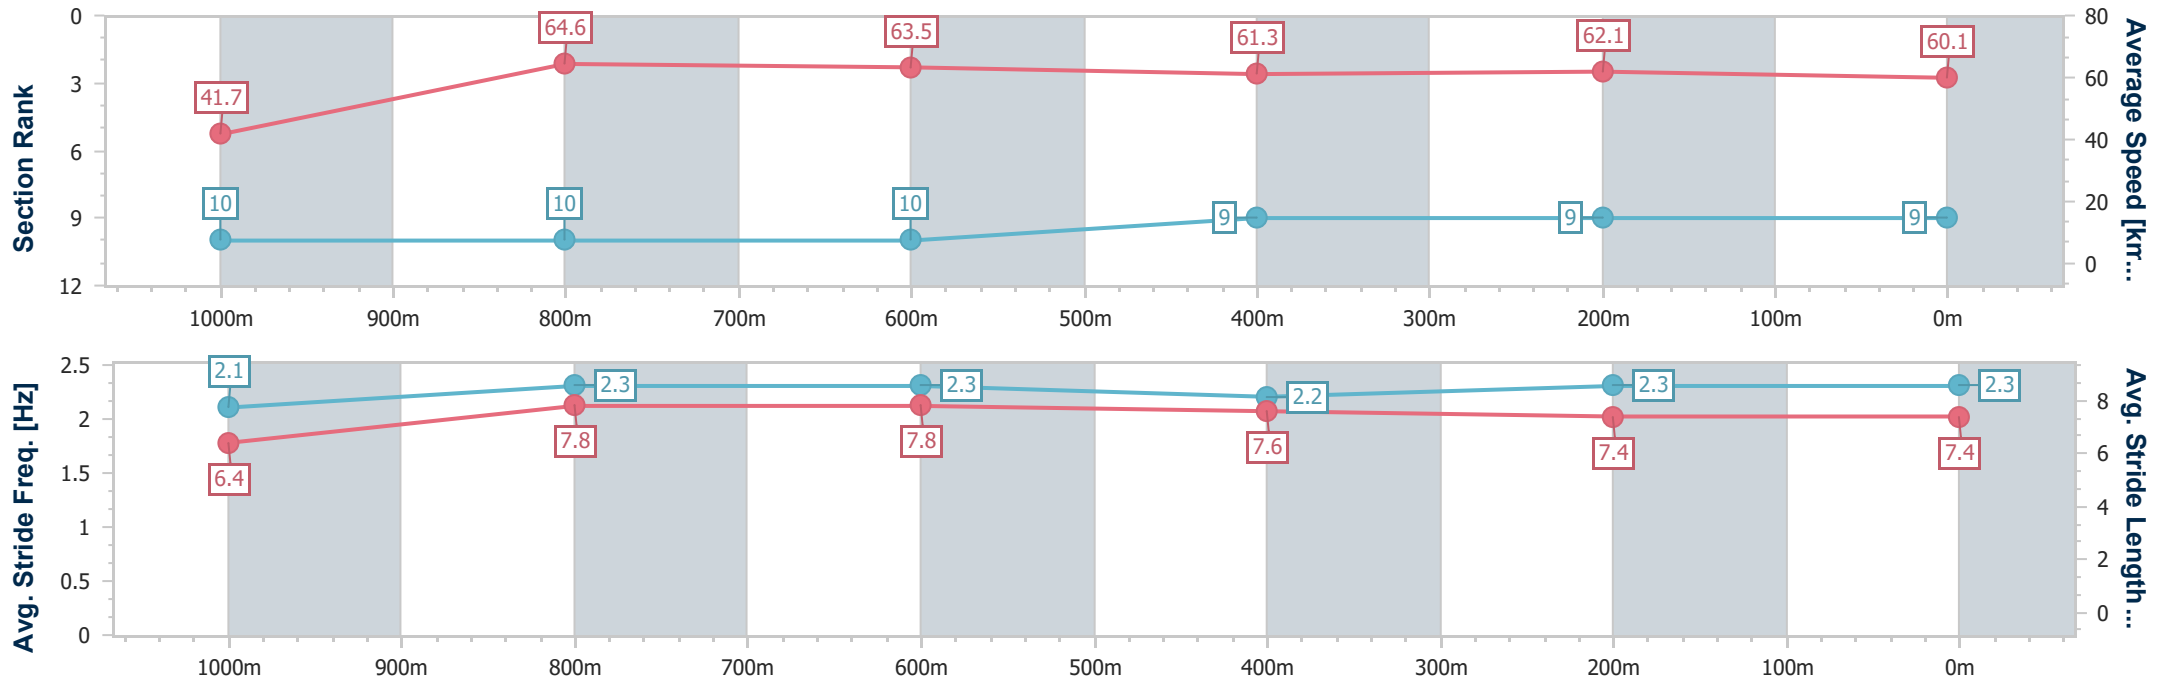 Section Rank
Average Speed [km...
0
3
6
9
12
80
60
40
20
0
41.7
64.6
63.5
61.3
62.1
60.1
10
10
10
9
9
9
1000m
900m
800m
700m
600m
500m
400m
300m
200m
100m
0m
Avg. Stride Freq. [Hz]
Avg. Stride Length ...
2.5
2
1.5
1
0.5
0
8
6
4
2
0
2.1
2.3
2.3
2.2
2.3
2.3
6.4
7.8
7.8
7.6
7.4
7.4
1000m
900m
800m
700m
600m
500m
400m
300m
200m
100m
0m